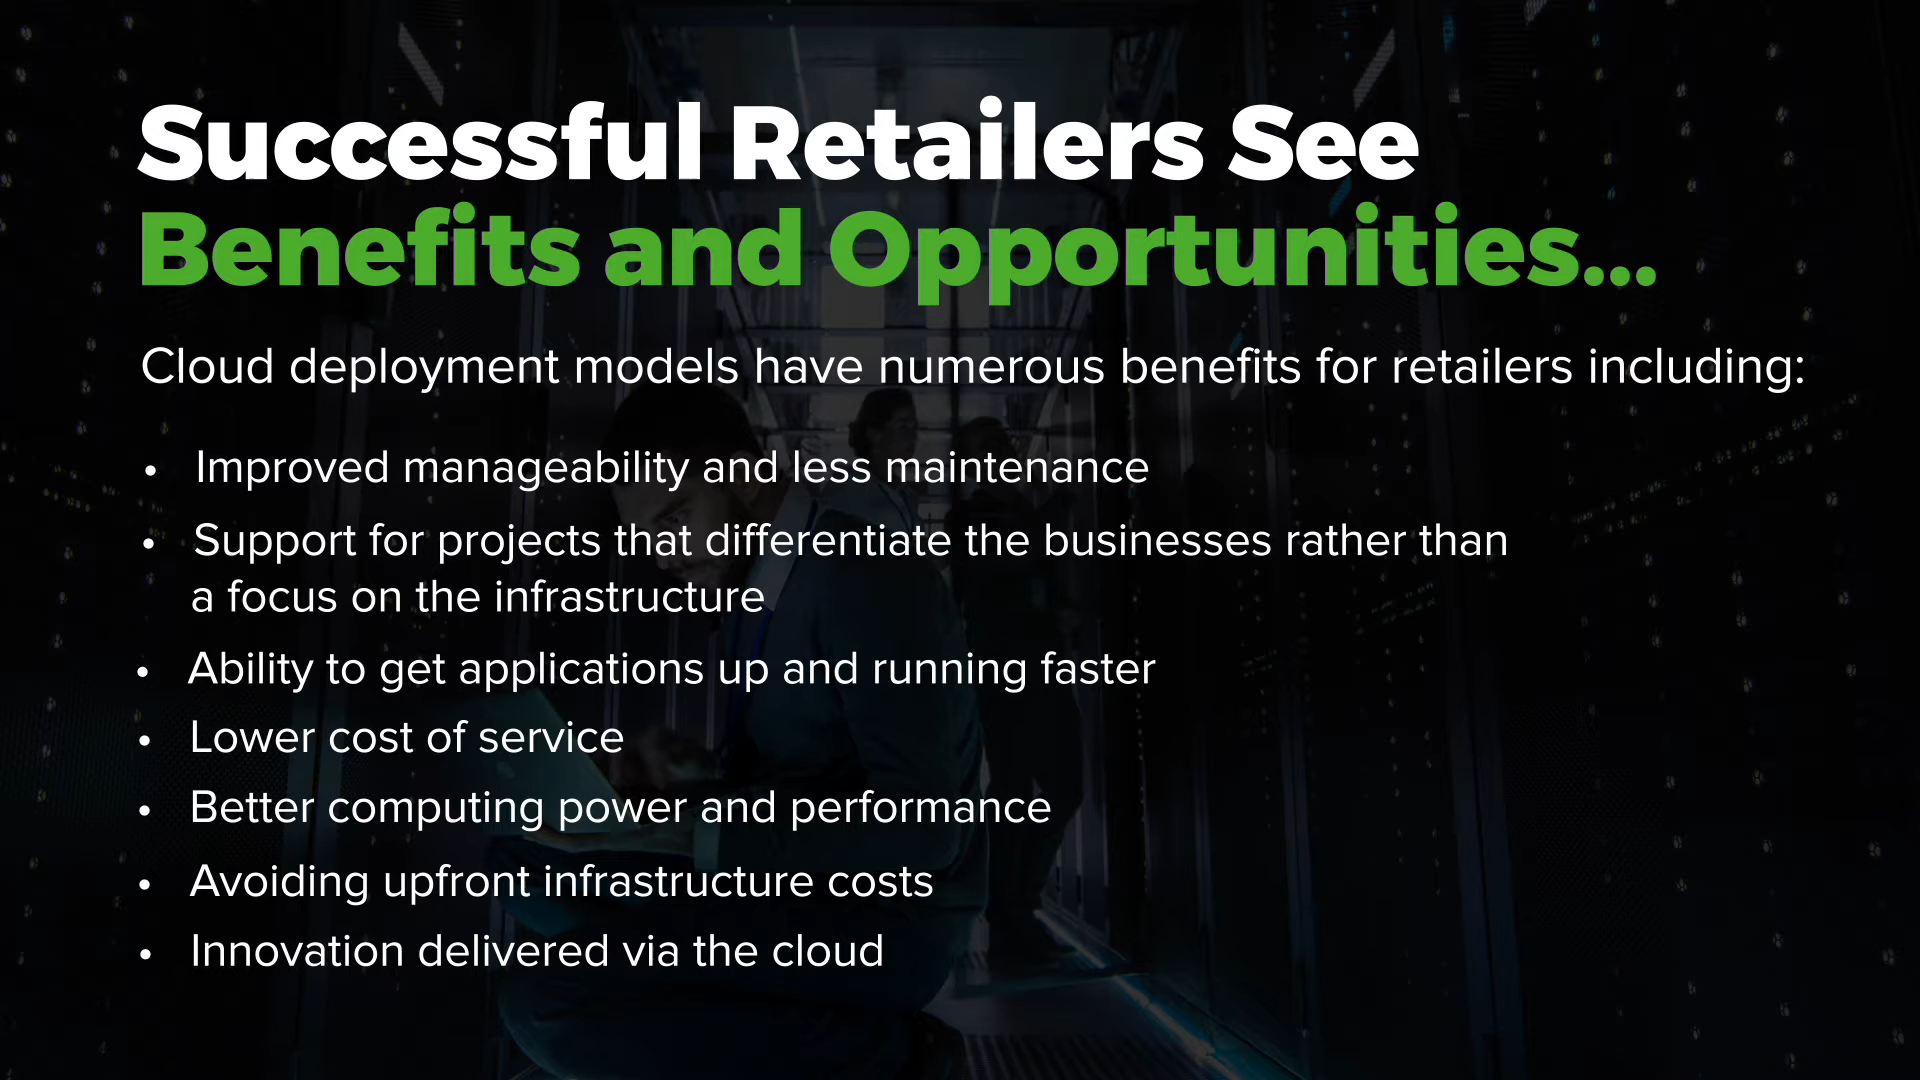 Successful Retailers See
Benefits and Opportunities...
Cloud deployment models have numerous benefits for retailers including:
• Improved manageability and less maintenance
• Support for projects that differentiate the businesses rather than
a focus on the infrastructure
• Ability to get applications up and running faster
• Lower cost of service
• Better computing power and performance
• Avoiding upfront infrastructure costs
• Innovation delivered via the cloud